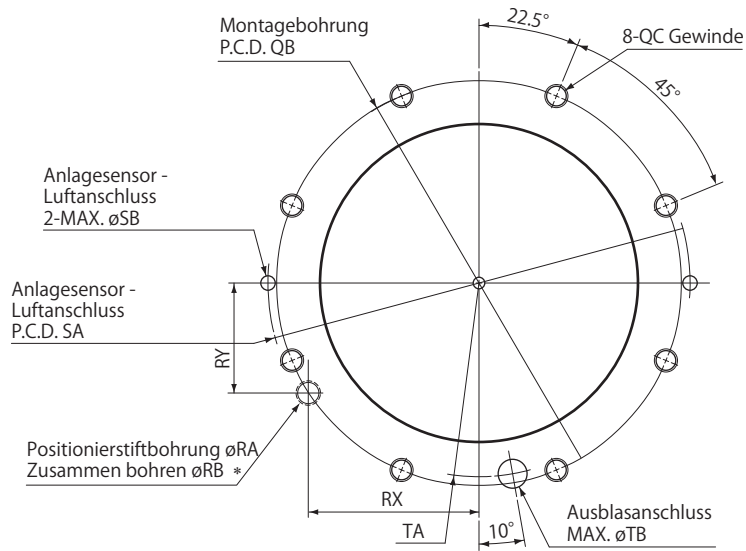 Montagebohrung
P.C.D. QB
22.5°
8-QC Gewinde
45°
Anlagesensor -
Luftanschluss
2-MAX. øSB
Anlagesensor -
Luftanschluss
P.C.D. SA
RY
Positionierstiftbohrung øRA
Zusammen bohren øRB *
RX
TA
10°
Ausblasanschluss
MAX. øTB